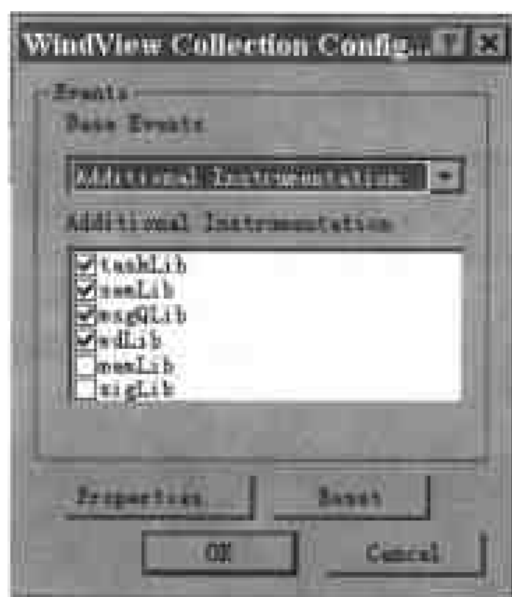 WindView Collection Config... ? ×
Events
Base Events
Additional Instrumentation
Additional Instrumentation
taskLib
semLib
msgQLib
wdLib
memLib
sigLib
Properties...
Reset
OK
Cancel